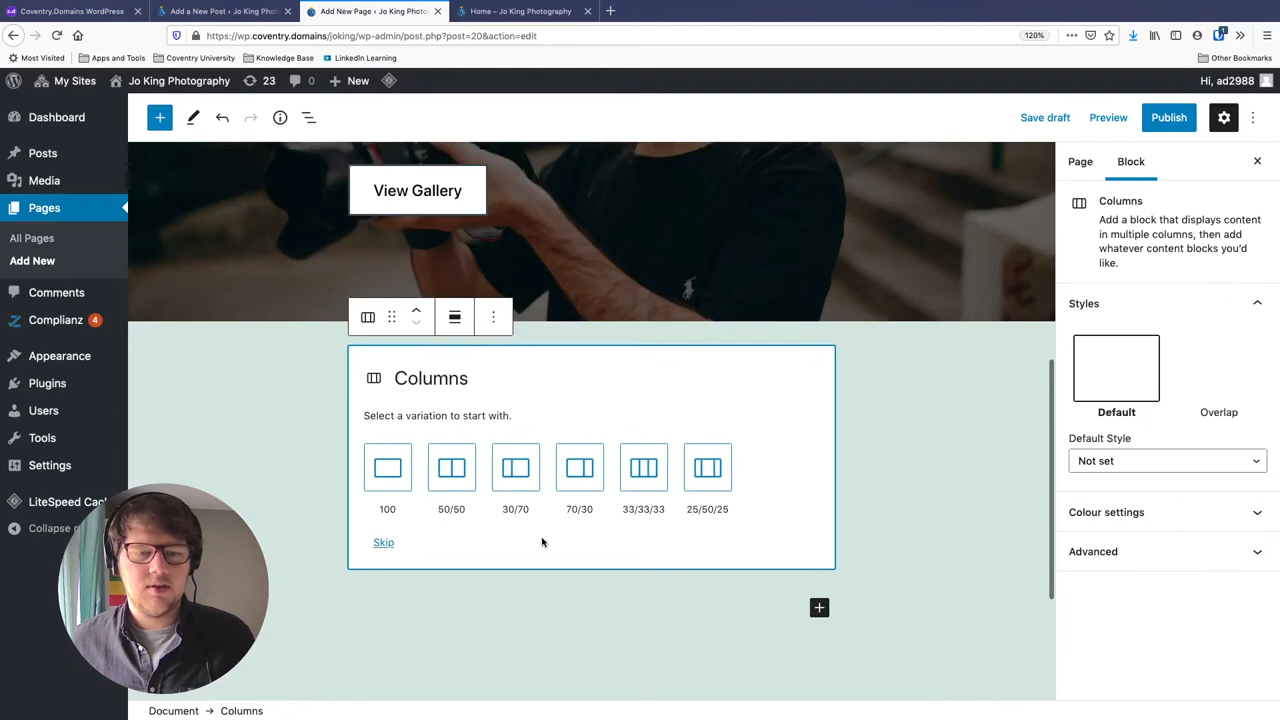 Coventry.Domains WordPress
Add a New Post ‹ Jo King Photo
Add New Page ‹ Jo King Photog
Home – Jo King Photography
https://wp.coventry.domains/joking/wp-admin/post.php?post=20&action=edit
120%
1
Most Visited
Apps and Tools
Coventry University
Knowledge Base
LinkedIn Learning
Other Bookmarks
My Sites
Jo King Photography
23
0
New
Hi, ad2988
Dashboard
Posts
Media
Pages
All Pages
Add New
Comments
Complianz 4
Appearance
Plugins
Users
Tools
Settings
LiteSpeed Cac
Collapse
Save draft
Preview
Publish
View Gallery
Columns
Select a variation to start with.
100
50/50
30/70
70/30
33/33/33
25/50/25
Skip
Page
Block
Columns
Add a block that displays content
in multiple columns, then add
whatever content blocks you'd
like.
Styles
Default
Overlap
Default Style
Not set
Colour settings
Advanced
Document → Columns